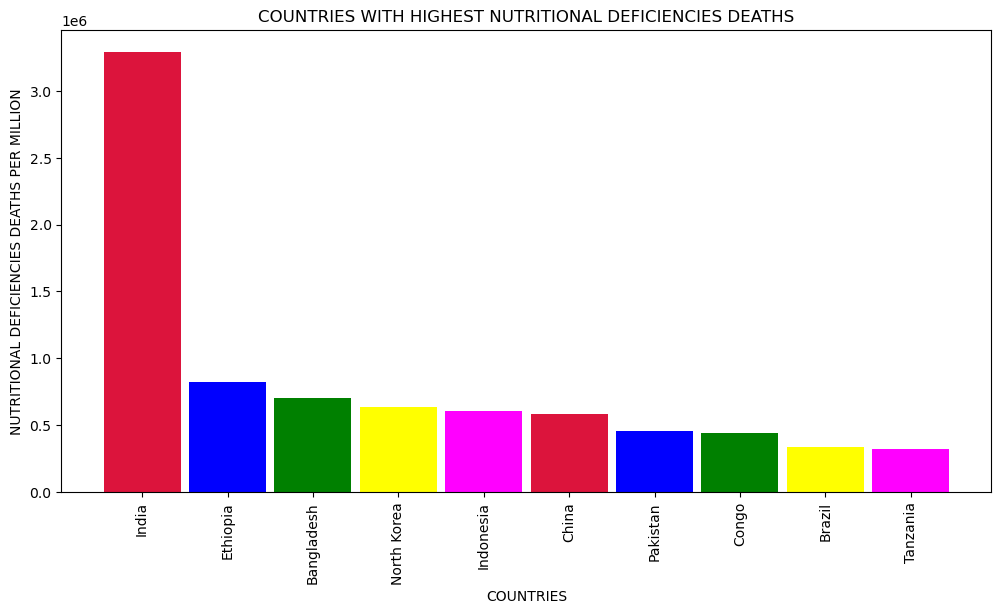 COUNTRIES WITH HIGHEST NUTRITIONAL DEFICIENCIES DEATHS
1e6
NUTRITIONAL DEFICIENCIES DEATHS PER MILLION
3.0
2.5
2.0
1.5
1.0
0.5
0.0
India
Ethiopia
Bangladesh
North Korea
Indonesia
China
Pakistan
Congo
Brazil
Tanzania
COUNTRIES